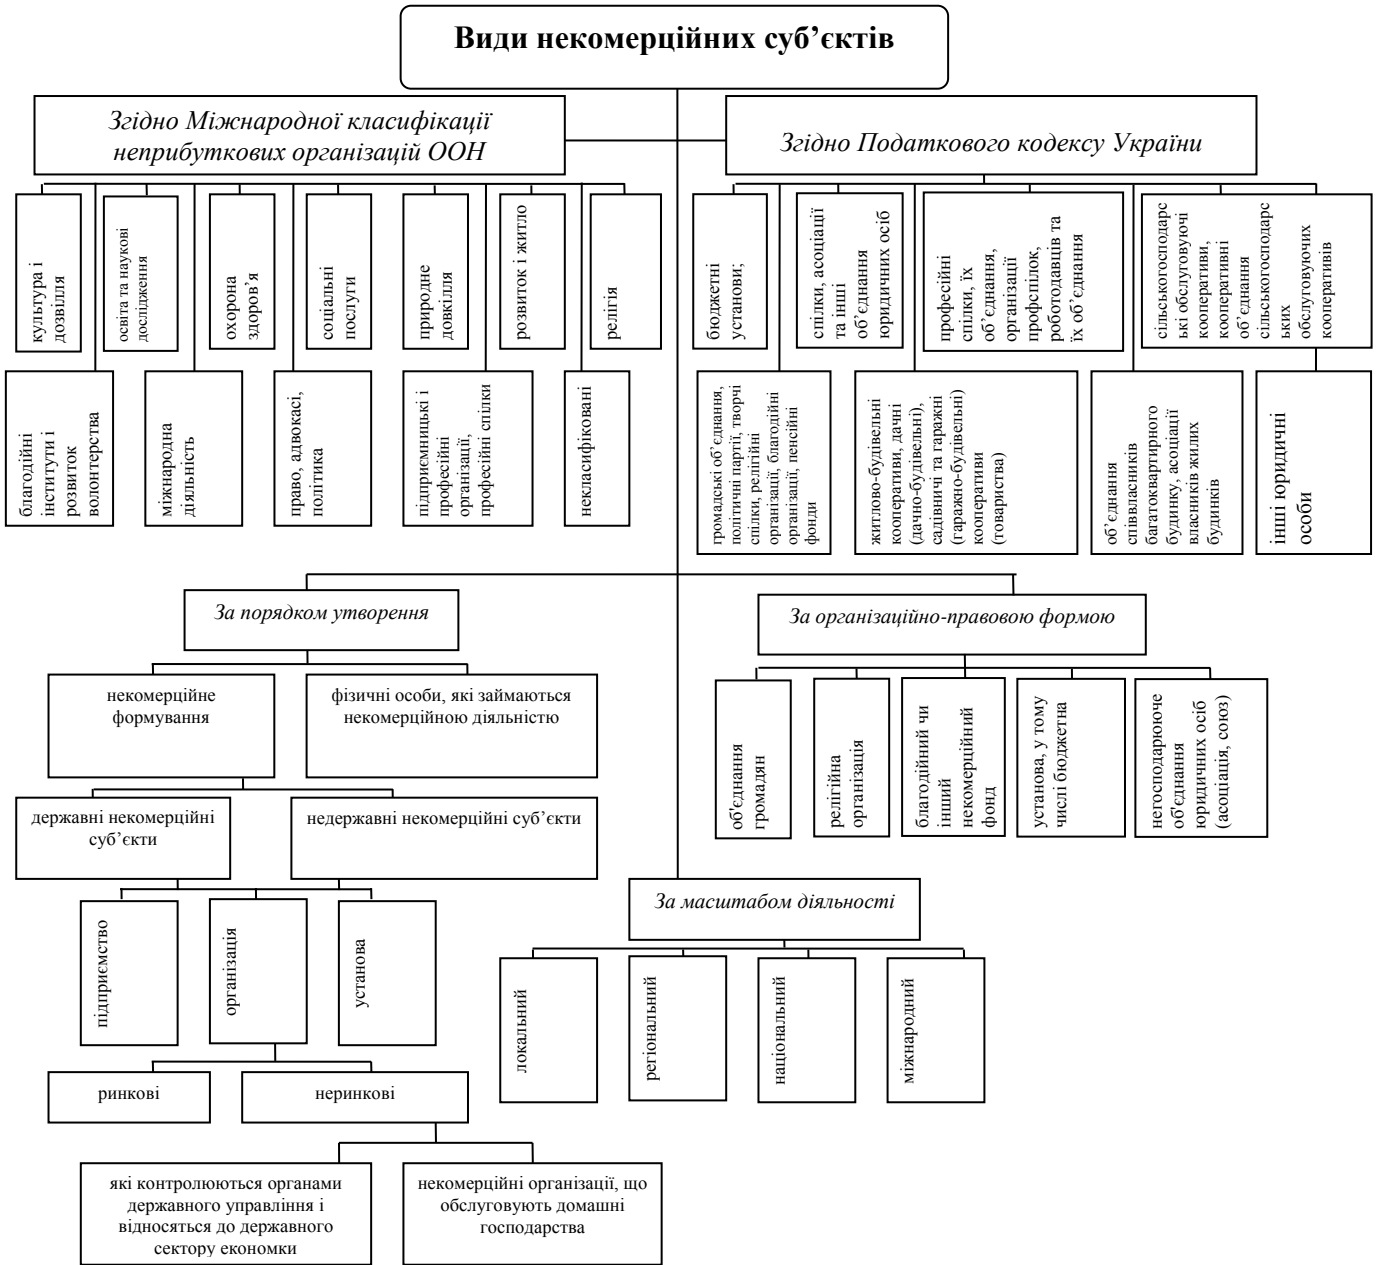 Види некомерційних суб’єктів
Згідно Міжнародної класифікації
неприбуткових організацій ООН
Згідно Податкового кодексу України
культура і
дозвілля
освіта та наукові
дослідження
охорона
здоров’я
соціальні
послуги
природне
довкілля
розвиток і житло
релігія
бюджетні
установи;
спілки, асоціації
та інші
об’єднання
юридичних осіб
професійні
спілки, їх
об’єднання,
організації
профспілок,
роботодавців та
їх об’єднання
сільськогосподарс
ькі обслуговуючі
кооперативи,
кооперативні
об’єднання
сільськогосподарс
ьких
обслуговуючих
кооперативів
благодійні
інститути і
розвиток
волонтерства
міжнародна
діяльність
право, адвокасі,
політика
підприємницькі і
професійні
організації,
професійні спілки
некласифіковані
громадські об’єднання,
політичні партії, творчі
спілки, релігійні
організації, благодійні
організації, пенсійні
фонди
житлово-будівельні
кооперативи, дачні
(дачно-будівельні),
садівничі та гаражні
(гаражно-будівельні)
кооперативи
(товариства)
об’єднання
співвласників
багатоквартирного
будинку, асоціації
власників жилих
будинків
інші юридичні
особи
За порядком утворення
За організаційно-правовою формою
некомерційне
формування
фізичні особи, які займаються
некомерційною діяльністю
об'єднання
громадян
релігійна
організація
благодійний чи
інший
некомерційний
фонд
установа, у тому
числі бюджетна
негосподарююче
об'єднання
юридичних осіб
(асоціація, союз)
державні некомерційні
суб’єкти
недержавні некомерційні суб’єкти
За масштабом діяльності
підприємство
організація
установа
локальний
регіональний
національний
міжнародний
ринкові
неринкові
які контролюються органами
державного управління і
відносяться до державного
сектору економки
некомерційні організації, що
обслуговують домашні
господарства